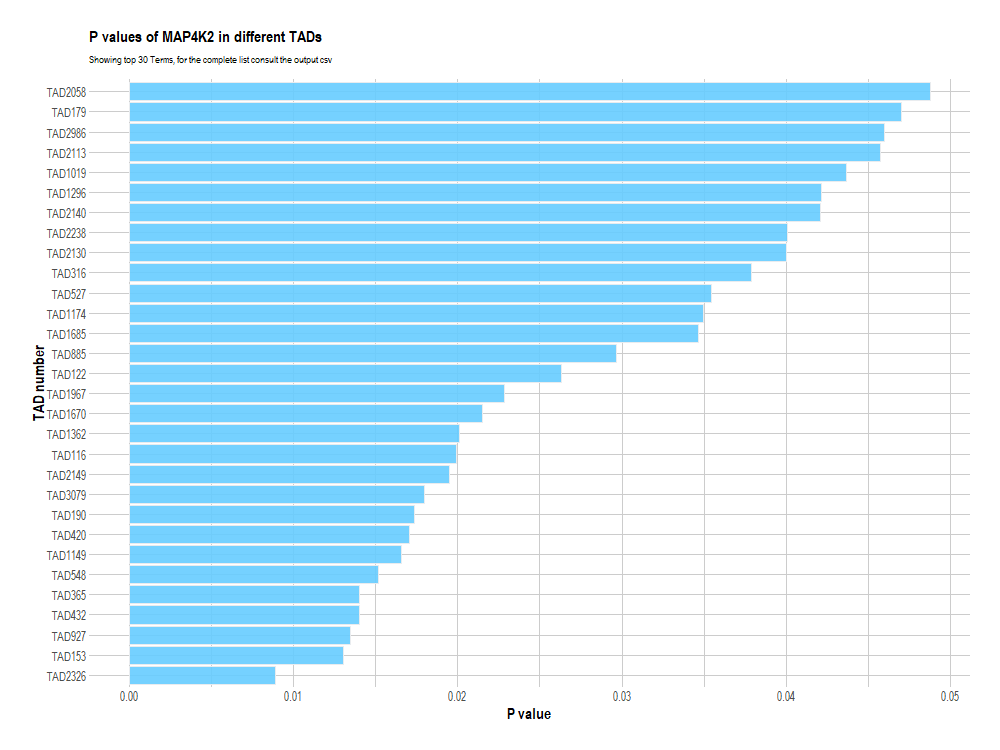 P values of MAP4K2 in different TADs
Showing top 30 Terms, for the complete list consult the output csv
TAD number
TAD2058
TAD179
TAD2986
TAD2113
TAD1019
TAD1296
TAD2140
TAD2238
TAD2130
TAD316
TAD527
TAD1174
TAD1685
TAD885
TAD122
TAD1967
TAD1670
TAD1362
TAD116
TAD2149
TAD3079
TAD190
TAD420
TAD1149
TAD548
TAD365
TAD432
TAD927
TAD153
TAD2326
0.00 0.01 0.02 0.03 0.04 0.05
P value